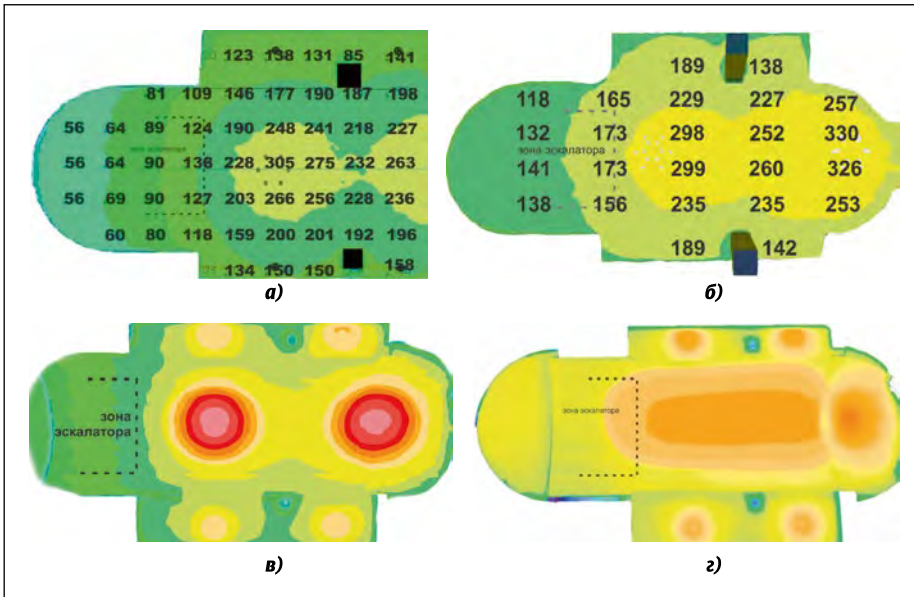 123 138 131 85 141
81 109 146 177 190 187 198
56 64 89 124 190 248 241 218 227
зона эскалатора
56 64 90 136 228 305 275 232 263
56 69 90 127 203 266 256 228 236
60 80 118 159 200 201 192 196
134 150 150 158
а)
189 138
118 165 229 227 257
132 173 298 252 330
зона эскалатора
141 173 299 260 326
138 156 235 235 253
189 142
б)
зона
эскалатора
в)
зона эскалатора
г)